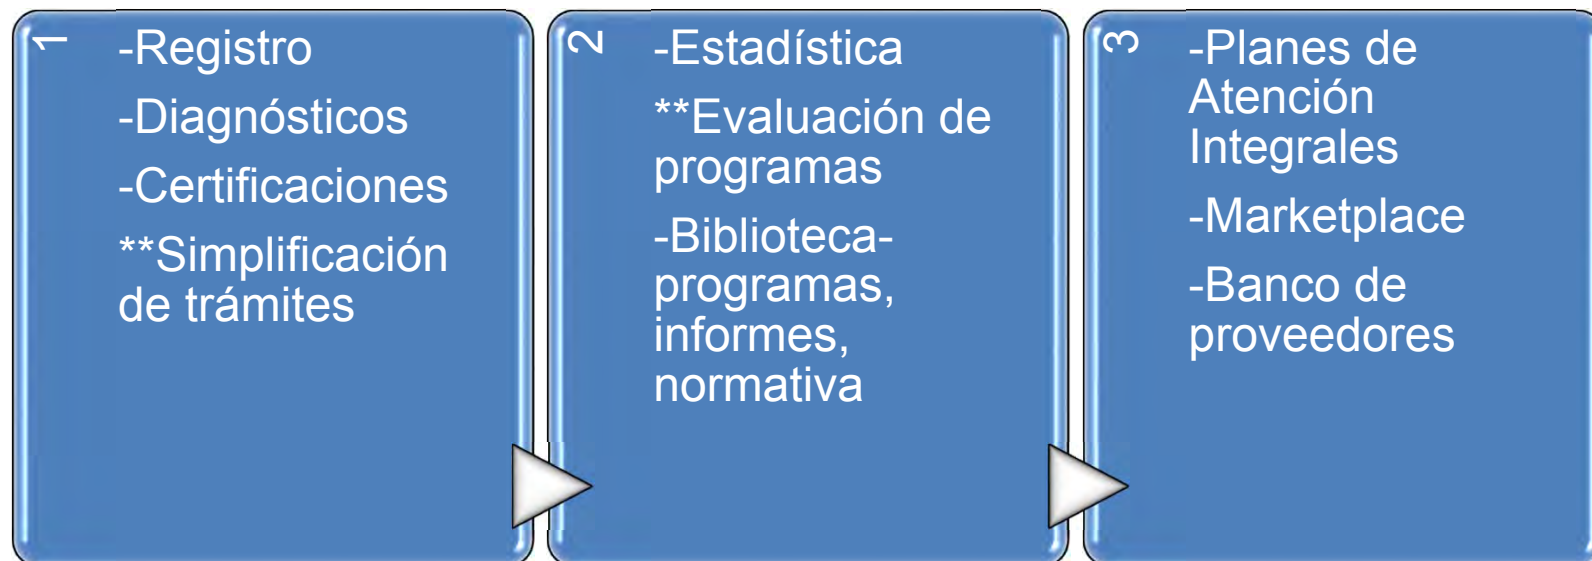 1
-Registro
-Diagnósticos
-Certificaciones
**Simplificación
de trámites
2
-Estadística
**Evaluación de
programas
-Biblioteca-
programas,
informes,
normativa
3
-Planes de
Atención
Integrales
-Marketplace
-Banco de
proveedores